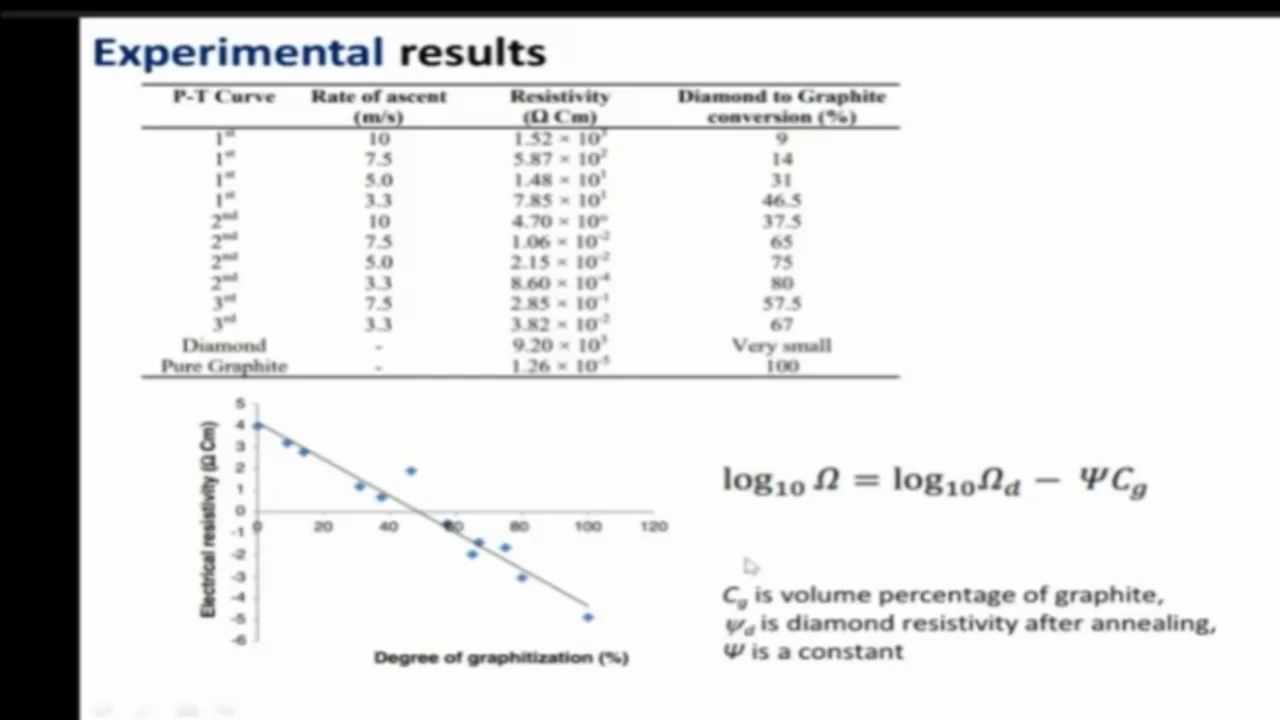 Experimental results
P-T Curve Rate of ascent (m/s) Resistivity (Ω Cm) Diamond to Graphite conversion (%)
1st 10 1.52 × 10³ 9
1st 7.5 5.87 × 10² 14
1st 5.0 1.48 × 10¹ 31
1st 3.3 7.85 × 10¹ 46.5
2nd 10 4.70 × 10⁰ 37.5
2nd 7.5 1.06 × 10⁻² 65
2nd 5.0 2.15 × 10⁻² 75
2nd 3.3 8.60 × 10⁻⁴ 80
3rd 7.5 2.85 × 10⁻¹ 57.5
3rd 3.3 3.82 × 10⁻² 67
Diamond - 9.20 × 10³ Very small
Pure Graphite - 1.26 × 10⁻⁵ 100
Electrical resistivity (Ω Cm)
5
4
3
2
1
0
-1
-2
-3
-4
-5
-6
0 20 40 60 80 100 120
Degree of graphitization (%)
log₁₀ Ω = log₁₀Ω_d − ΨC_g
C_g is volume percentage of graphite,
ψ_d is diamond resistivity after annealing,
Ψ is a constant